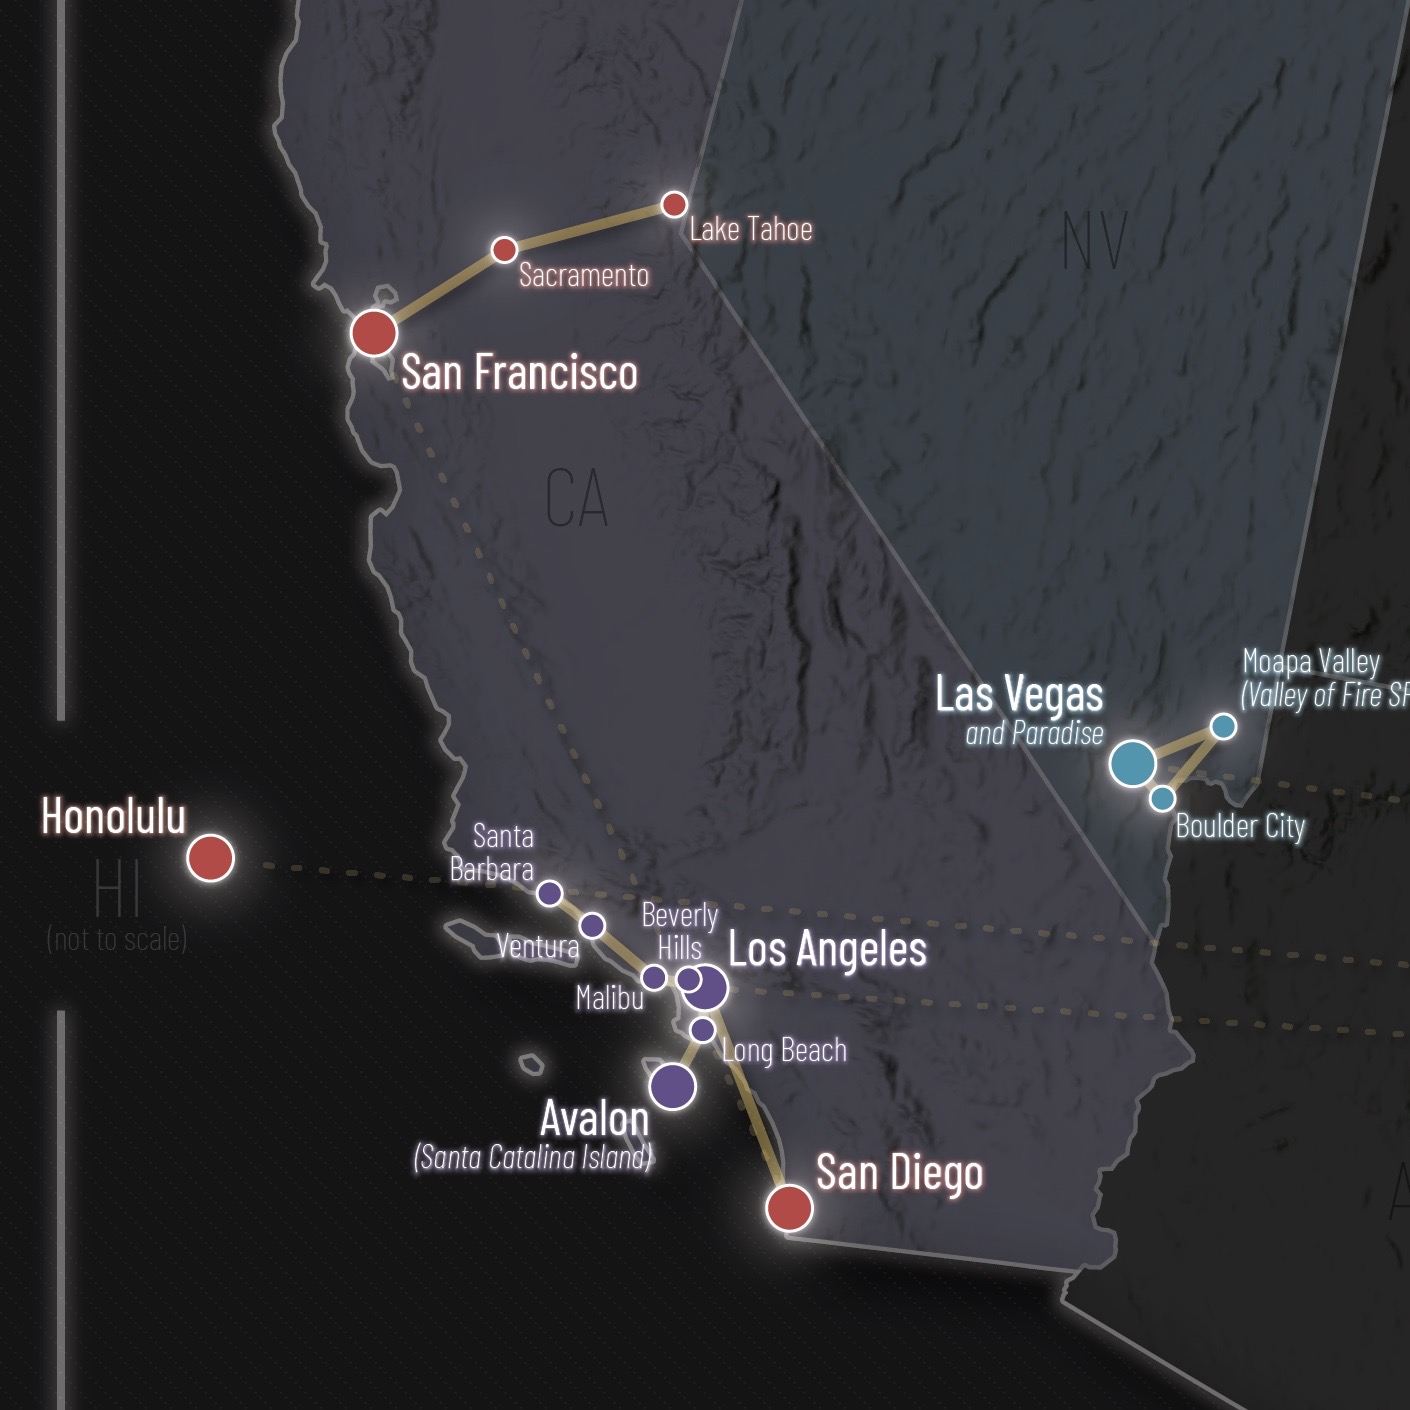 NV
Lake Tahoe
Sacramento
San Francisco
CA
Moapa Valley
(Valley of Fire SP
Las Vegas
and Paradise
Boulder City
Honolulu
HI
(not to scale)
Santa
Barbara
Ventura
Beverly
Hills
Los Angeles
Malibu
Long Beach
Avalon
(Santa Catalina Island)
San Diego
A